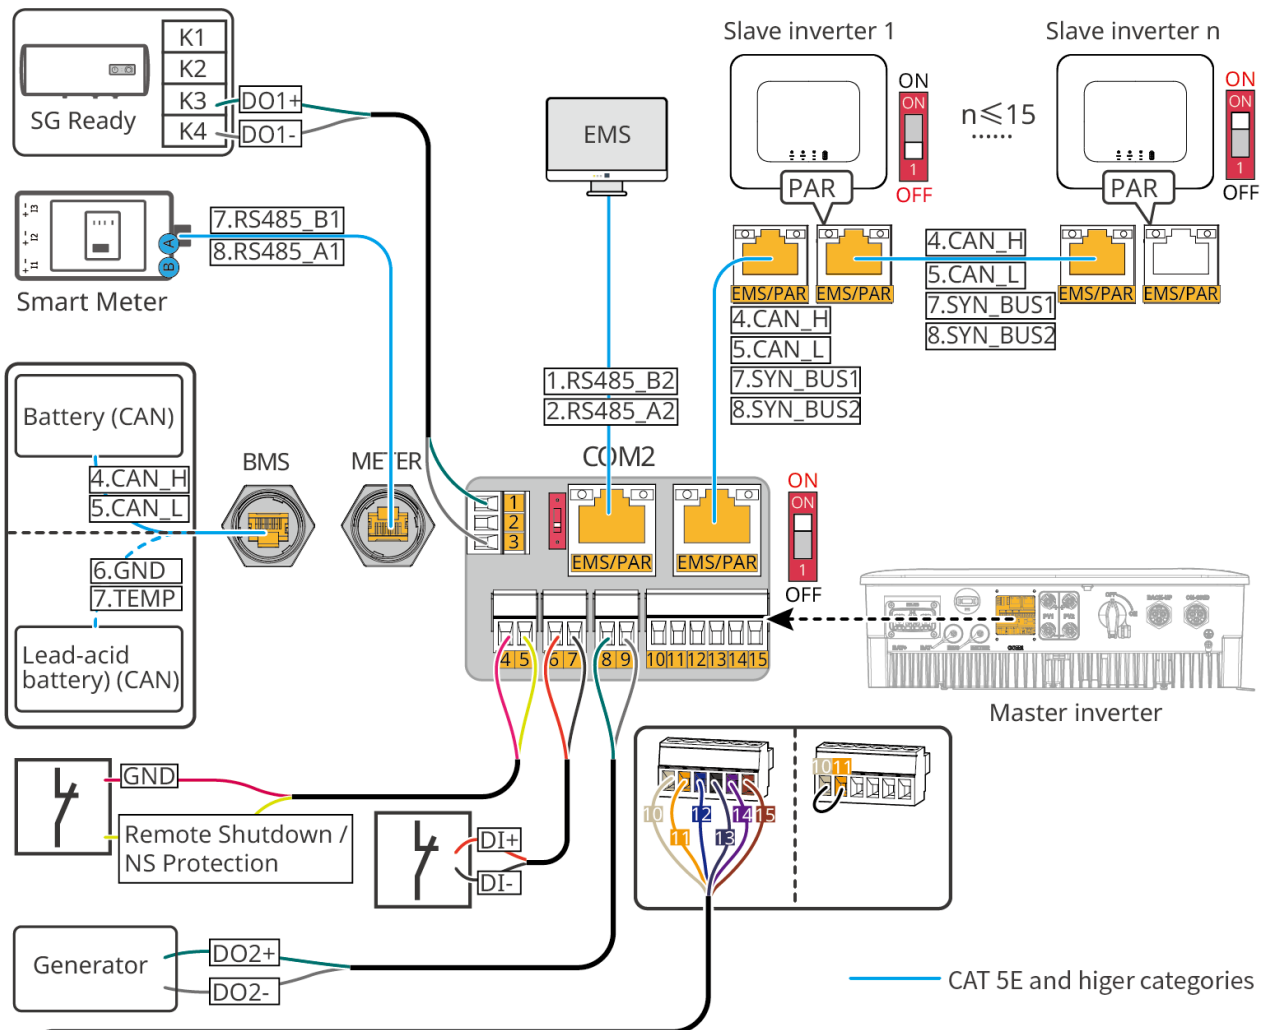 K1
K2
K3
K4
SG Ready
DO1+
DO1-
Smart Meter
A
B
I3
I2
I1
7.RS485_B1
8.RS485_A1
EMS
1.RS485_B2
2.RS485_A2
Slave inverter 1
ON
ON
1
OFF
n≤15
......
Slave inverter n
ON
ON
1
OFF
PAR
PAR
EMS/PAR
EMS/PAR
EMS/PAR
EMS/PAR
4.CAN_H
5.CAN_L
7.SYN_BUS1
8.SYN_BUS2
4.CAN_H
5.CAN_L
7.SYN_BUS1
8.SYN_BUS2
Battery (CAN)
4.CAN_H
5.CAN_L
6.GND
7.TEMP
Lead-acid
battery) (CAN)
BMS
METER
COM2
1
2
3
EMS/PAR
EMS/PAR
ON
ON
1
OFF
4 5 6 7 8 9 10 11 12 13 14 15
Master inverter
GND
Remote Shutdown /
NS Protection
DI+
DI-
10 11 12 13 14 15
10 11
Generator
DO2+
DO2-
CAT 5E and higer categories